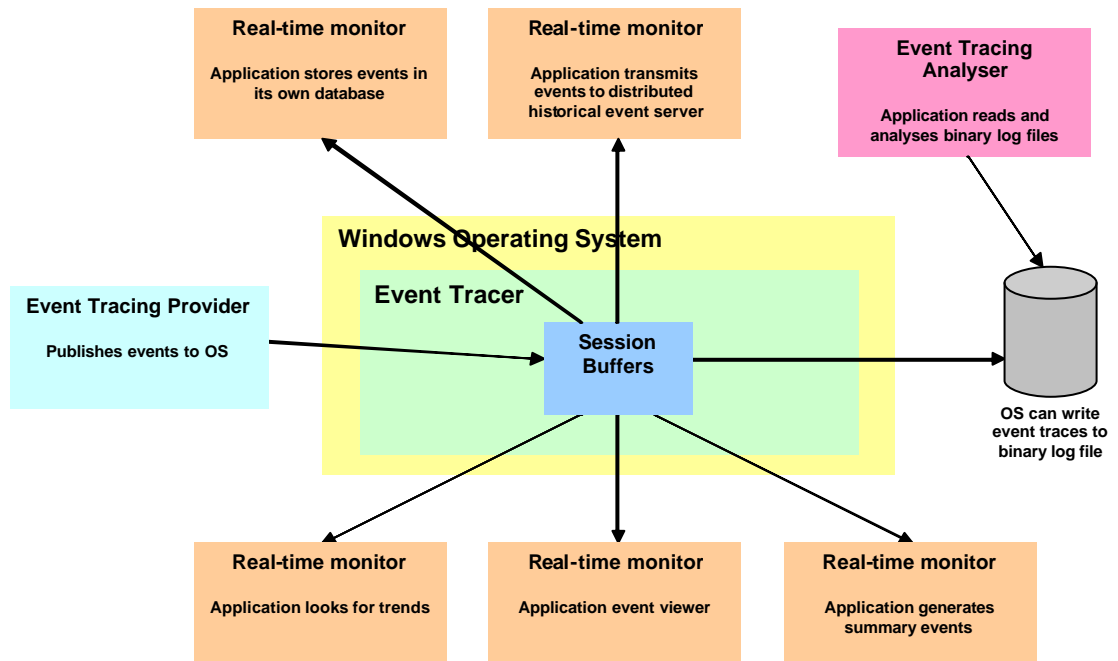 Real-time monitor
Application stores events in
its own database
Real-time monitor
Application transmits
events to distributed
historical event server
Event Tracing
Analyser
Application reads and
analyses binary log files
Windows Operating System
Event Tracer
Event Tracing Provider
Publishes events to OS
Session
Buffers
OS can write
event traces to
binary log file
Real-time monitor
Application looks for trends
Real-time monitor
Application event viewer
Real-time monitor
Application generates
summary events